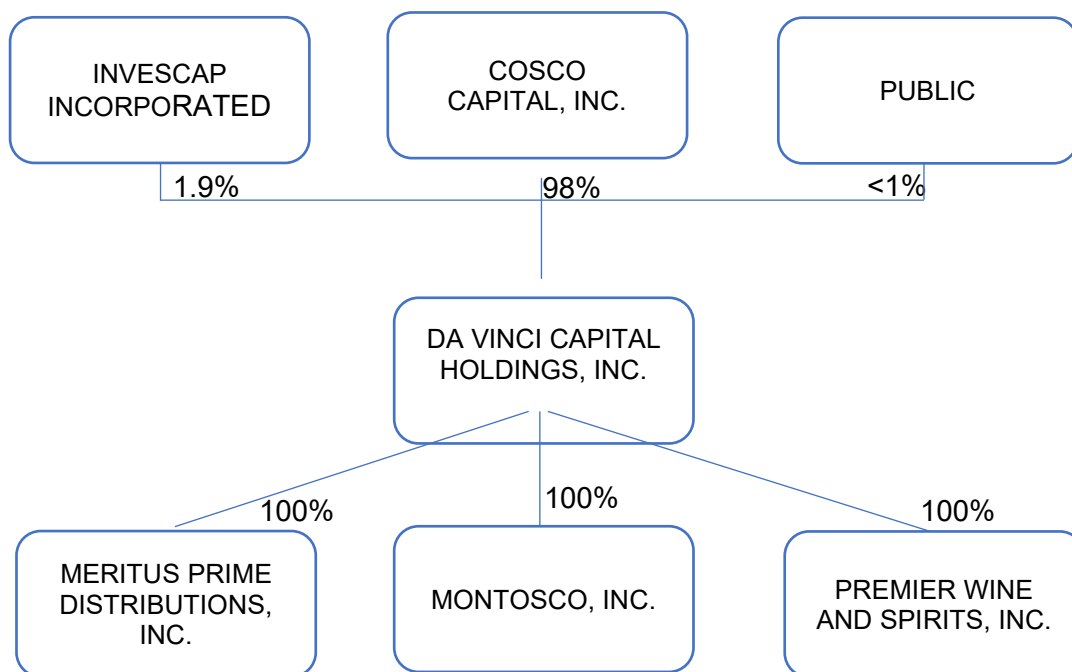 INVESCAP
INCORPORATED
COSCO
CAPITAL, INC.
PUBLIC
1.9%
98%
<1%
DA VINCI CAPITAL
HOLDINGS, INC.
100%
100%
100%
MERITUS PRIME
DISTRIBUTIONS,
INC.
MONTOSCO, INC.
PREMIER WINE
AND SPIRITS, INC.